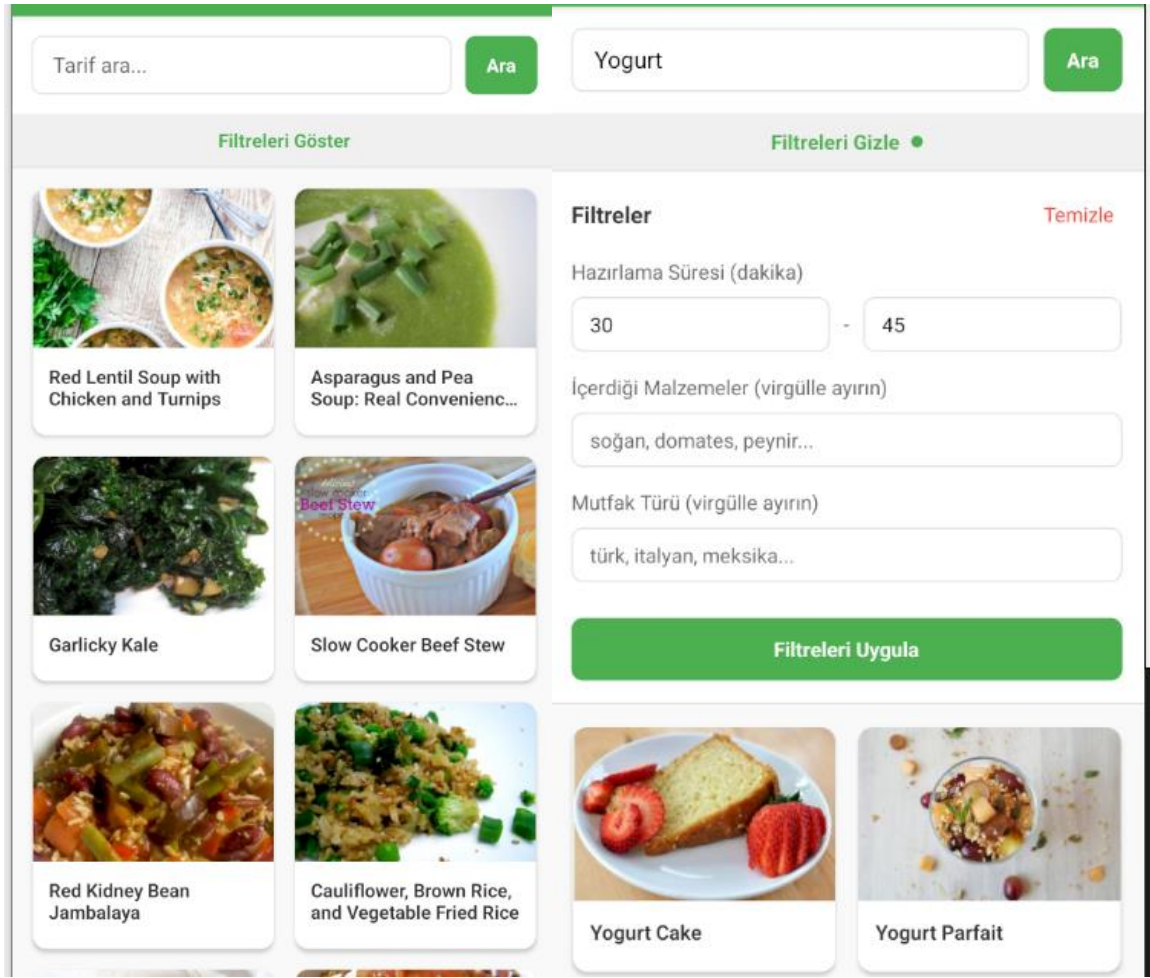 Tarif ara...
Ara
Filtreleri Göster
Red Lentil Soup with
Chicken and Turnips
Asparagus and Pea
Soup: Real Convenienc...
Beef Stew
Garlicky Kale
Slow Cooker Beef Stew
Red Kidney Bean
Jambalaya
Cauliflower, Brown Rice,
and Vegetable Fried Rice
Yogurt
Ara
Filtreleri Gizle
Filtreler
Temizle
Hazırlama Süresi (dakika)
30 - 45
İçerdiği Malzemeler (virgülle ayırın)
soğan, domates, peynir...
Mutfak Türü (virgülle ayırın)
türk, italyan, meksika...
Filtreleri Uygula
Yogurt Cake
Yogurt Parfait